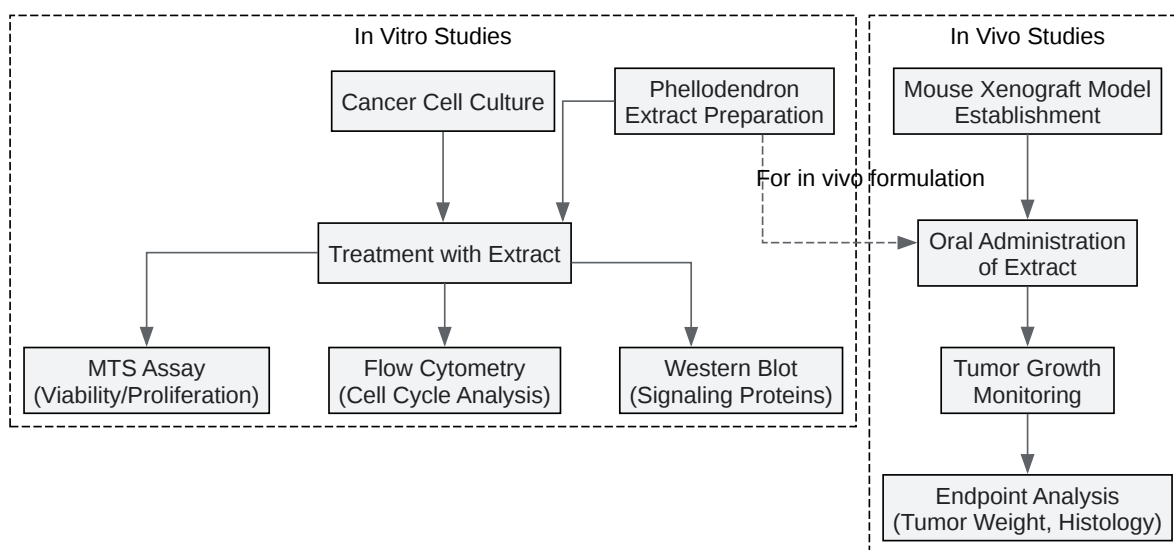 In Vitro Studies
Cancer Cell Culture
Phellodendron
Extract Preparation
Treatment with Extract
MTS Assay
(Viability/Proliferation)
Flow Cytometry
(Cell Cycle Analysis)
Western Blot
(Signaling Proteins)
For in vivo formulation
In Vivo Studies
Mouse Xenograft Model
Establishment
Oral Administration
of Extract
Tumor Growth
Monitoring
Endpoint Analysis
(Tumor Weight, Histology)